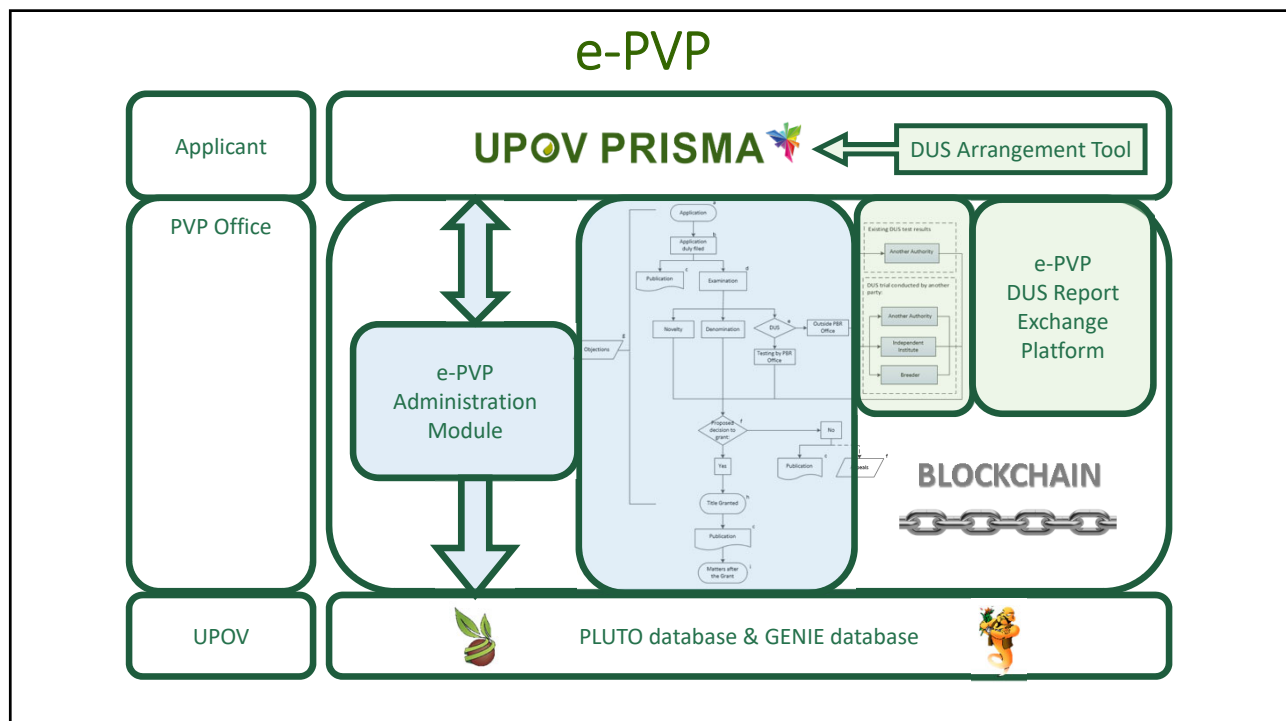 e-PVP
Applicant
UPOV PRISMA
DUS Arrangement Tool
PVP Office
e-PVP
Administration
Module
a
Application
b
Application
duly filed
c
Publication
d
Examination
Novelty
Denomination
e
DUS
Outside PBR
Office
Testing by PBR
Office
g
Objections
Proposed
decision to
grant
f
No
Yes
c
Publication
f
h
Title Granted
c
Publication
i
Matters after
the Grant
Existing DUS test results
Another Authority
DUS trial conducted by another
party:
Another Authority
Independent
Institute
Breeder
e-PVP
DUS Report
Exchange
Platform
BLOCKCHAIN
UPOV
PLUTO database & GENIE database